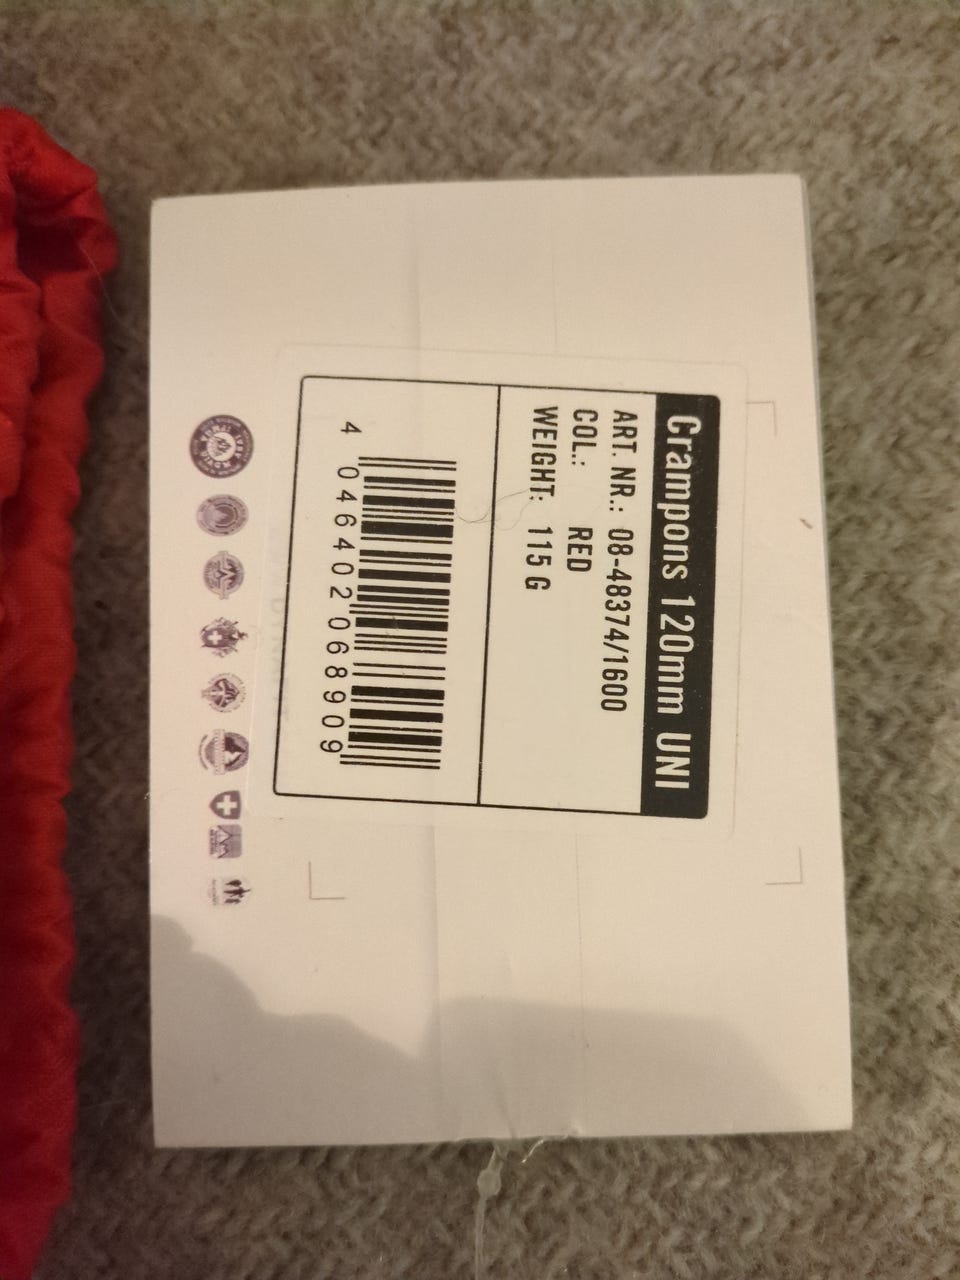 Crampons 120mm UNI
ART. NR.: 08-48374/1600
COL.: RED
WEIGHT: 115 G
4 046402 068909